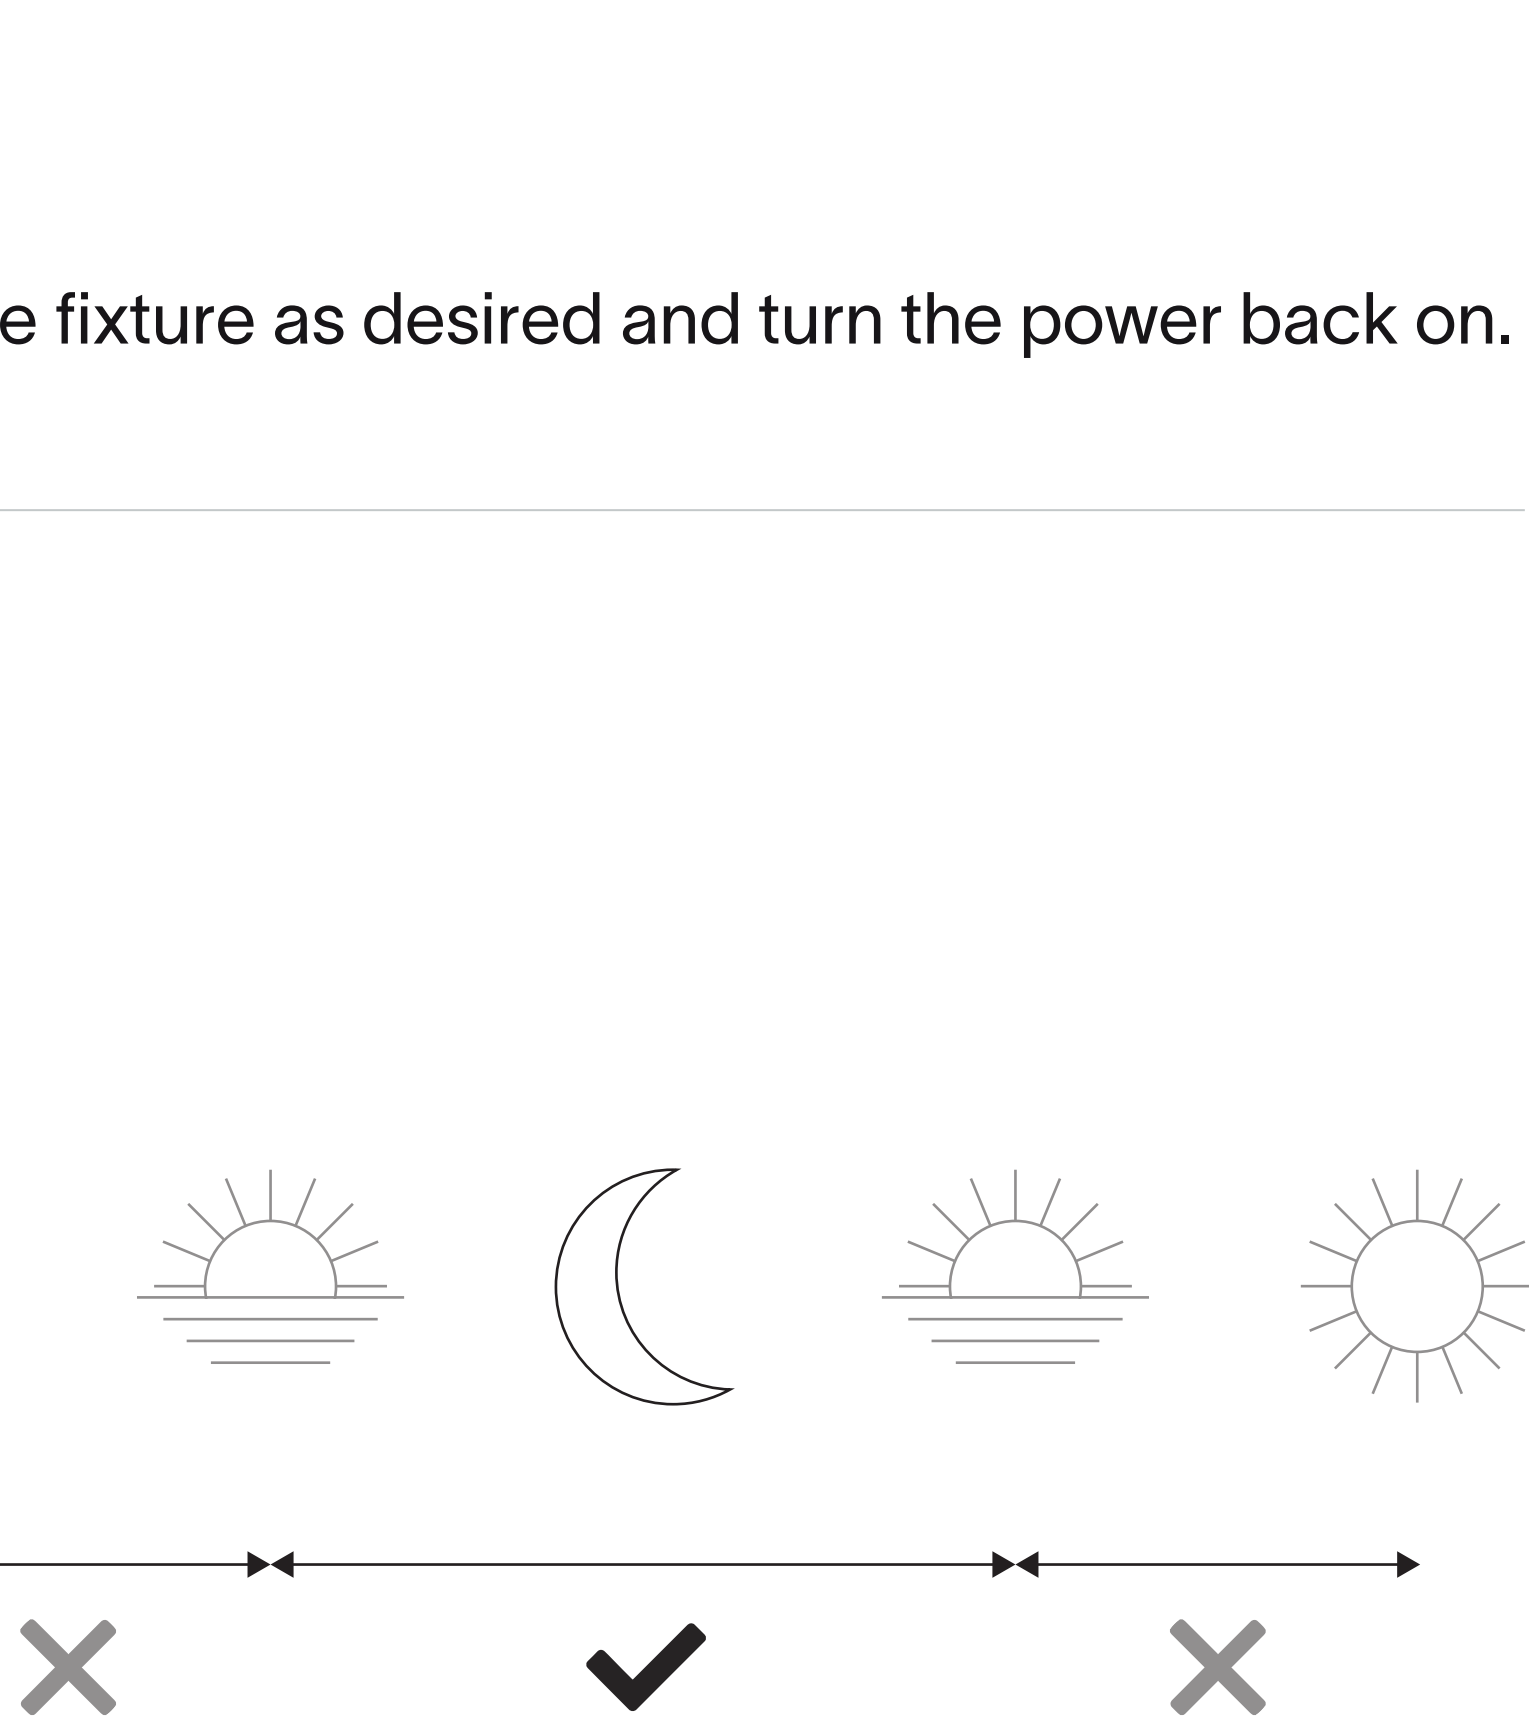 fixture as desired and turn the power back on.